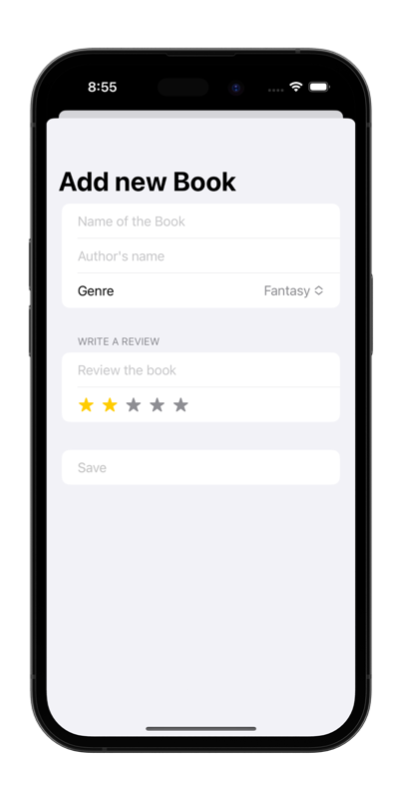 8:55
Add new Book
Name of the Book
Author's name
Genre Fantasy
WRITE A REVIEW
Review the book
Save